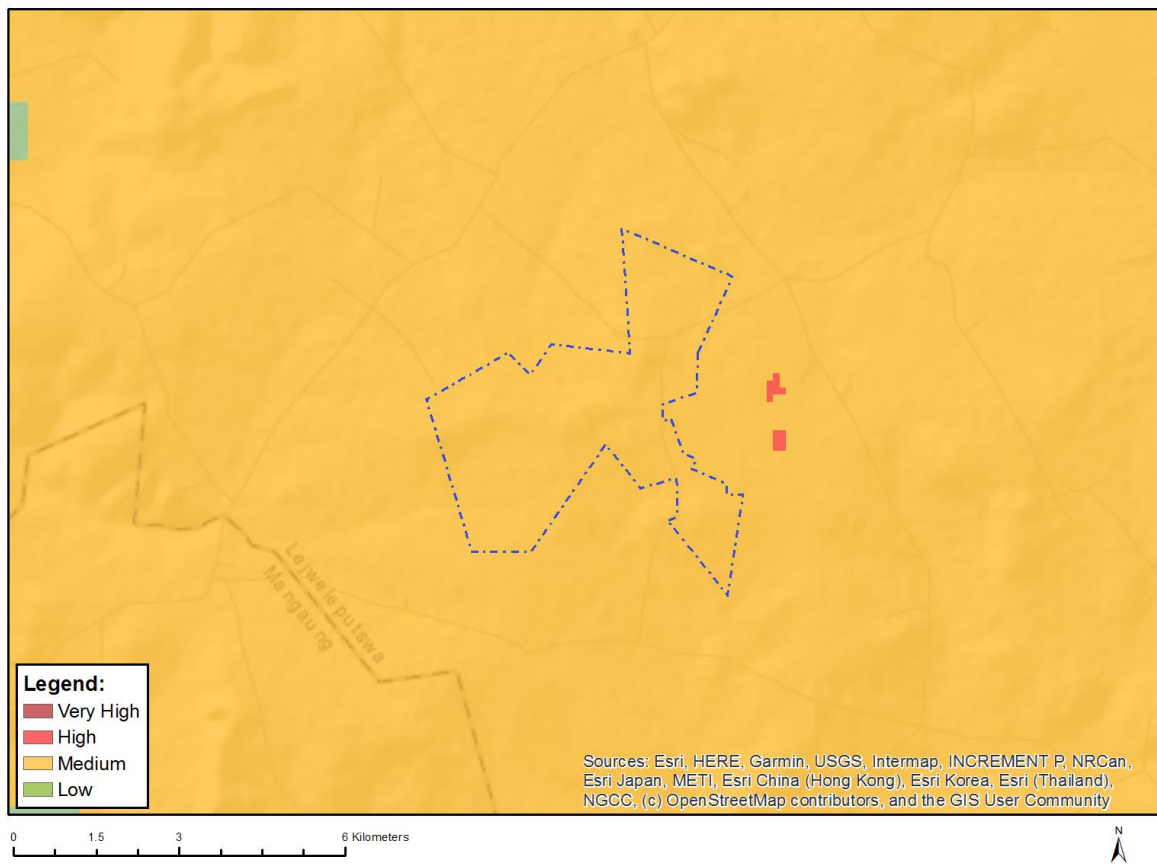 Lejweleputswa
Mangaung
Legend:
Very High
High
Medium
Low
Sources: Esri, HERE, Garmin, USGS, Intermap, INCREMENT P, NRCan,
Esri Japan, METI, Esri China (Hong Kong), Esri Korea, Esri (Thailand),
NGCC, (c) OpenStreetMap contributors, and the GIS User Community
0 1.5 3 6 Kilometers
N